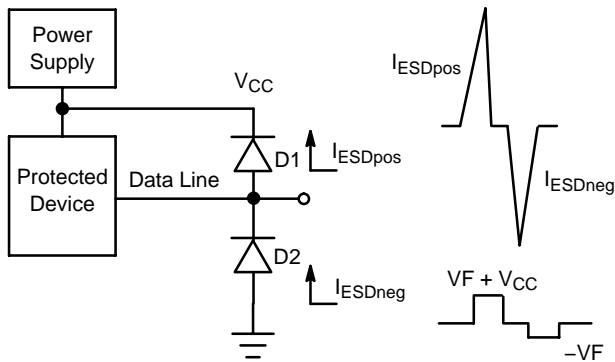 Power
Supply
V_CC
Protected
Device
Data Line
D1
I_ESDpos
D2
I_ESDneg
I_ESDpos
I_ESDneg
VF + V_CC
−VF